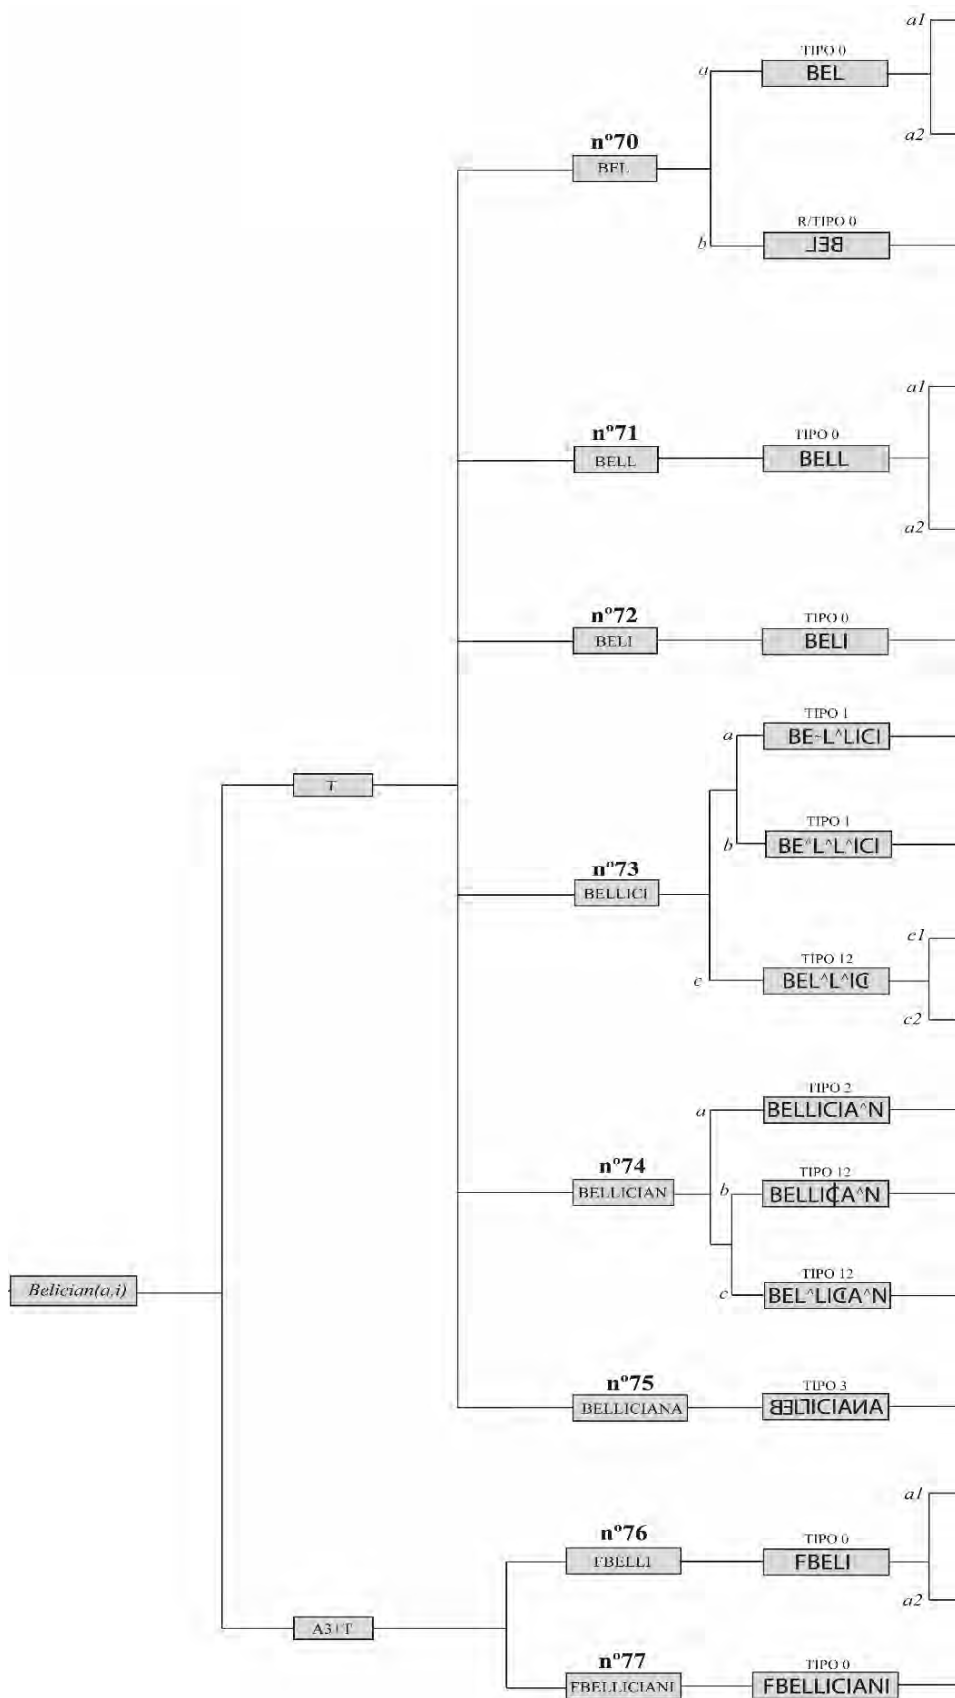 a1
TIPO 0
a
BEL
a2
nº70
BEL
R/TIPO 0
b
BEL
a1
nº71
TIPO 0
BELL
BELL
a2
nº72
TIPO 0
BELI
BELI
TIPO 1
a
BE~L^LICI
T
TIPO 1
b
BE^L^L^ICI
nº73
BELLICI
c1
TIPO 12
c
BEL^L^ICI
c2
TIPO 2
a
BELLICIA^N
nº74
TIPO 12
BELLICIAN
b
BELLICIA^N
TIPO 12
Belician(a,i)
c
BEL^LICIA^N
nº75
TIPO 3
BELLICIANA
BELLICIANA
a1
nº76
TIPO 0
FBELLI
FBELI
a2
A3+T
nº77
TIPO 0
FBELLICIANI
FBELLICIANI